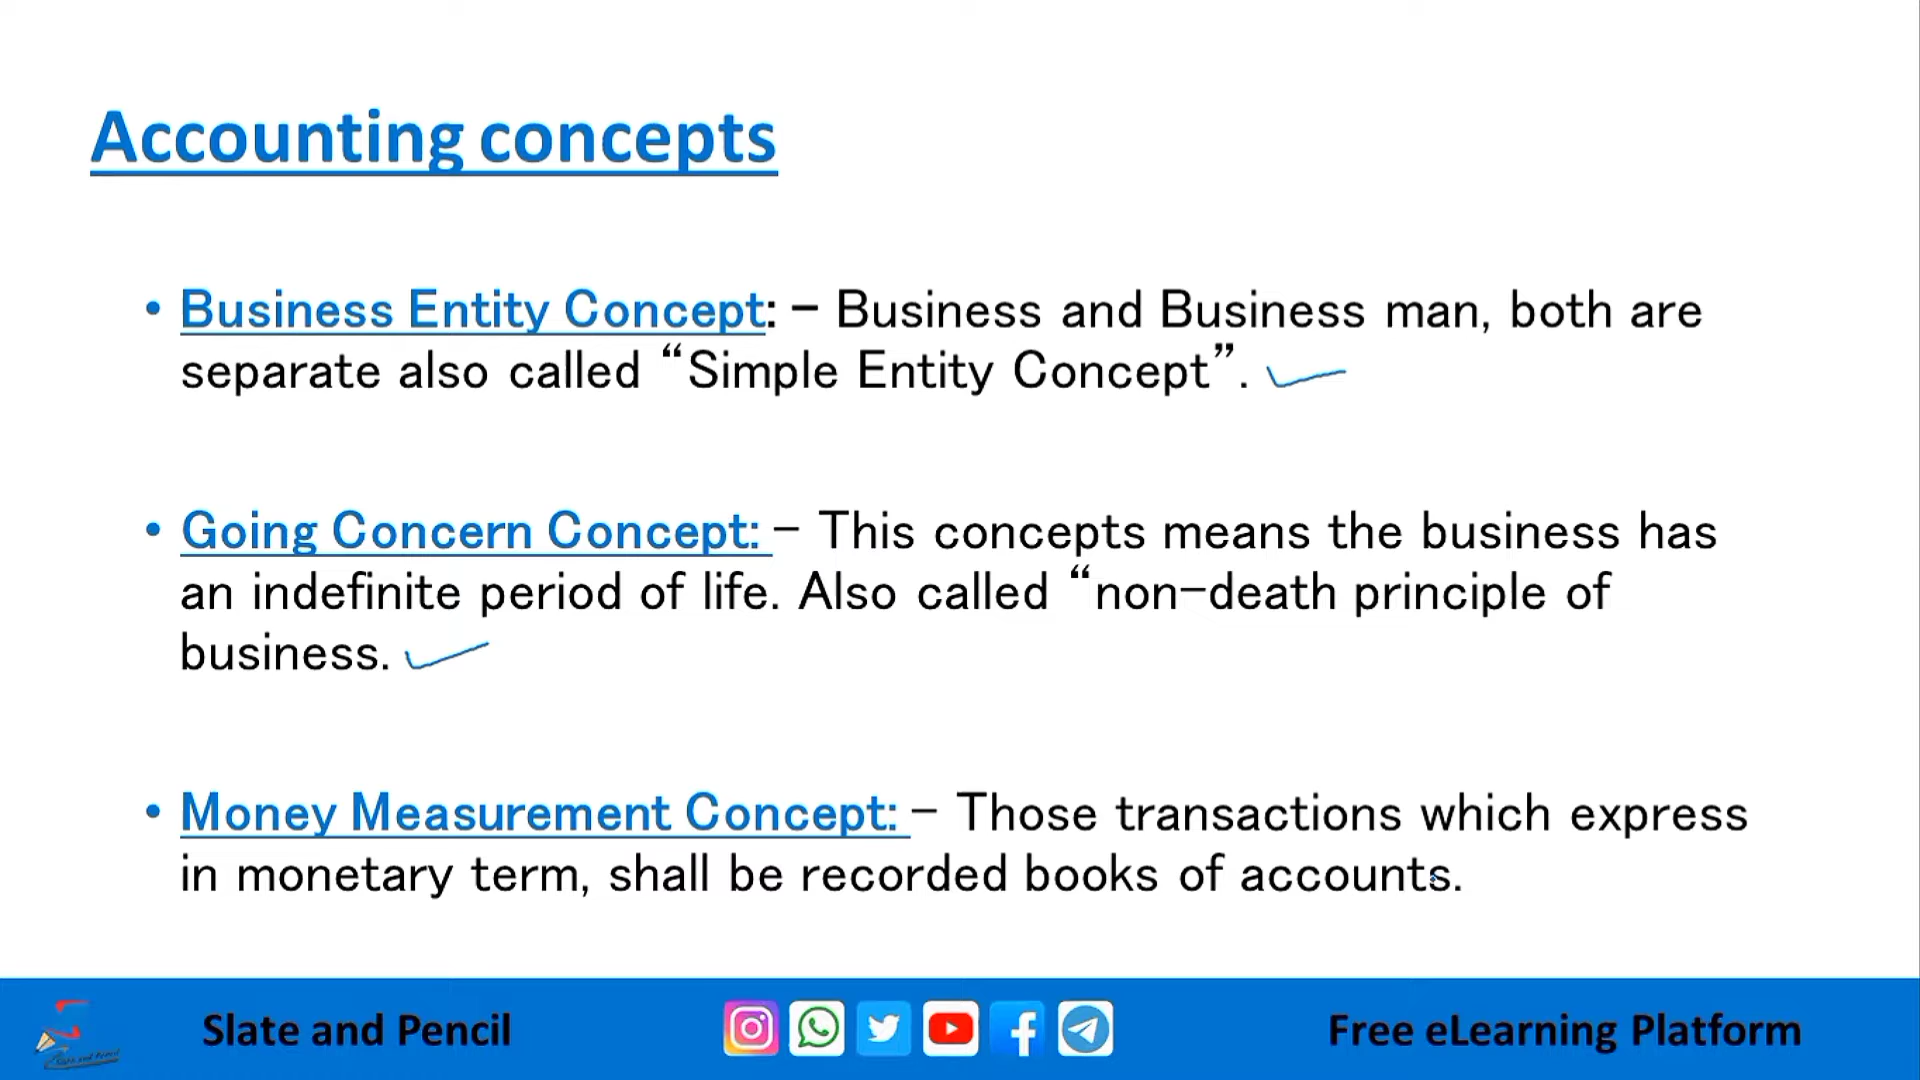 Accounting concepts
• Business Entity Concept: – Business and Business man, both are
separate also called “Simple Entity Concept”.
• Going Concern Concept: – This concepts means the business has
an indefinite period of life. Also called “non-death principle of
business.
• Money Measurement Concept: – Those transactions which express
in monetary term, shall be recorded books of accounts.
Slate and Pencil
Free eLearning Platform